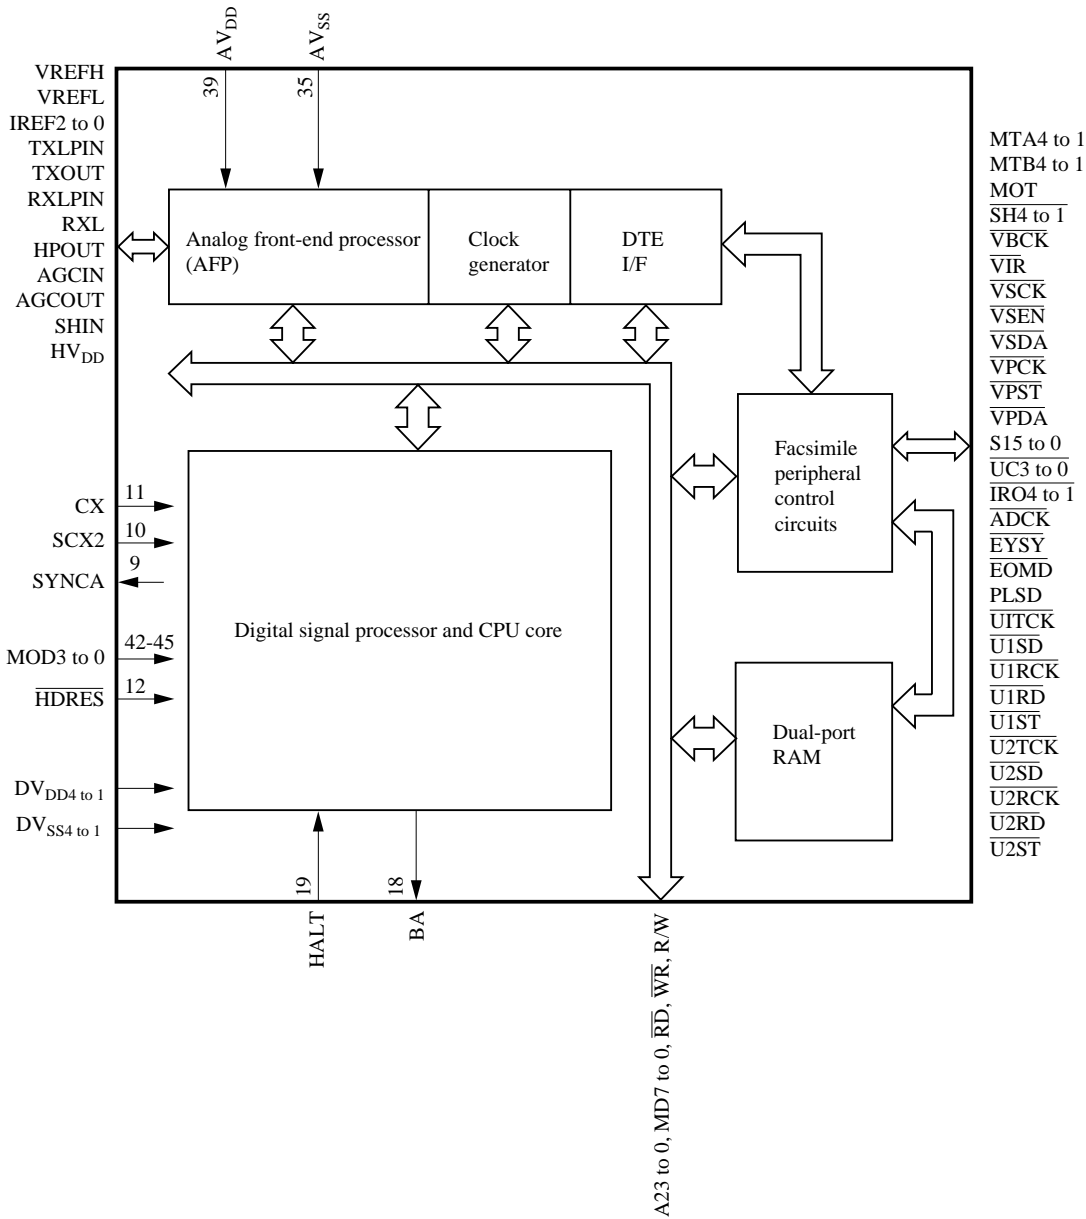 AVDD
AVSS
39
35
VREFH
VREFL
IREF2 to 0
TXLPIN
TXOUT
RXLPIN
RXL
HPOUT
AGCIN
AGCOUT
SHIN
HVDD
Analog front-end processor
(AFP)
Clock
generator
DTE
I/F
Facsimile
peripheral
control
circuits
Digital signal processor and CPU core
Dual-port
RAM
CX
11
SCX2
10
SYNCA
9
MOD3 to 0
42-45
HDRES
12
DVDD4 to 1
DVSS4 to 1
19
18
HALT
BA
A23 to 0, MD7 to 0, RD, WR, R/W
MTA4 to 1
MTB4 to 1
MOT
SH4 to 1
VBCK
VIR
VSCK
VSEN
VSDA
VPCK
VPST
VPDA
S15 to 0
UC3 to 0
IRO4 to 1
ADCK
EYSY
EOMD
PLSD
UITCK
U1SD
U1RCK
U1RD
U1ST
U2TCK
U2SD
U2RCK
U2RD
U2ST